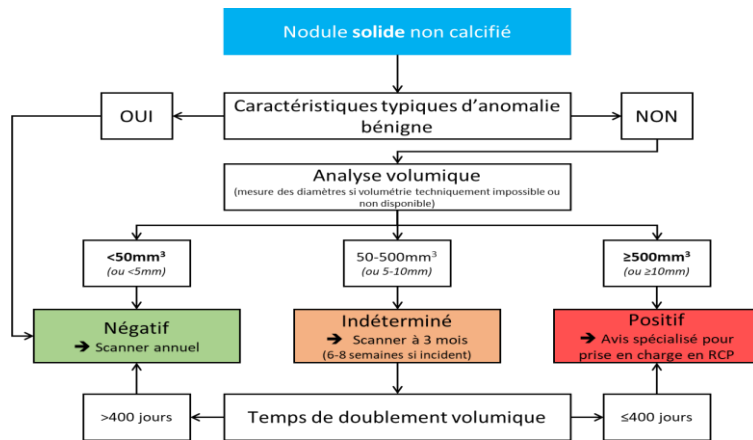 Nodule solide non calcifié
OUI
Caractéristiques typiques d'anomalie
bénigne
NON
Analyse volumique
(mesure des diamètres si volumétrie techniquement impossible ou
non disponible)
<50mm³
(ou <5mm)
50-500mm³
(ou 5-10mm)
≥500mm³
(ou ≥10mm)
Négatif
➔ Scanner annuel
Indéterminé
➔ Scanner à 3 mois
(6-8 semaines si incident)
Positif
➔ Avis spécialisé pour
prise en charge en RCP
>400 jours
Temps de doublement volumique
≤400 jours